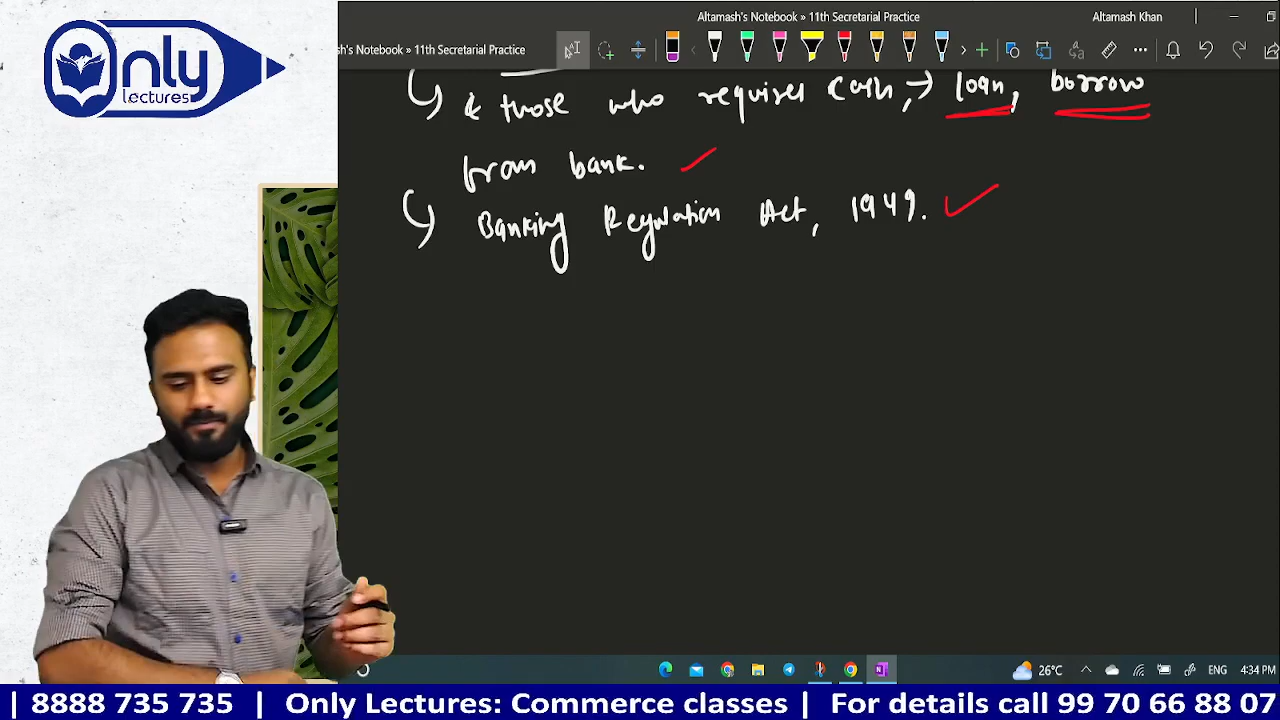 Only
lectures
Altamash's Notebook » 11th Secretarial Practice
Altamash Khan
sh's Notebook » 11th Secretarial Practice
& those who requires cash, → loan, borrow
from bank.
Banking Regulation Act, 1949.
26°C
ENG
4:34 PM
| 8888 735 735 | Only Lectures: Commerce classes | For details call 99 70 66 88 07